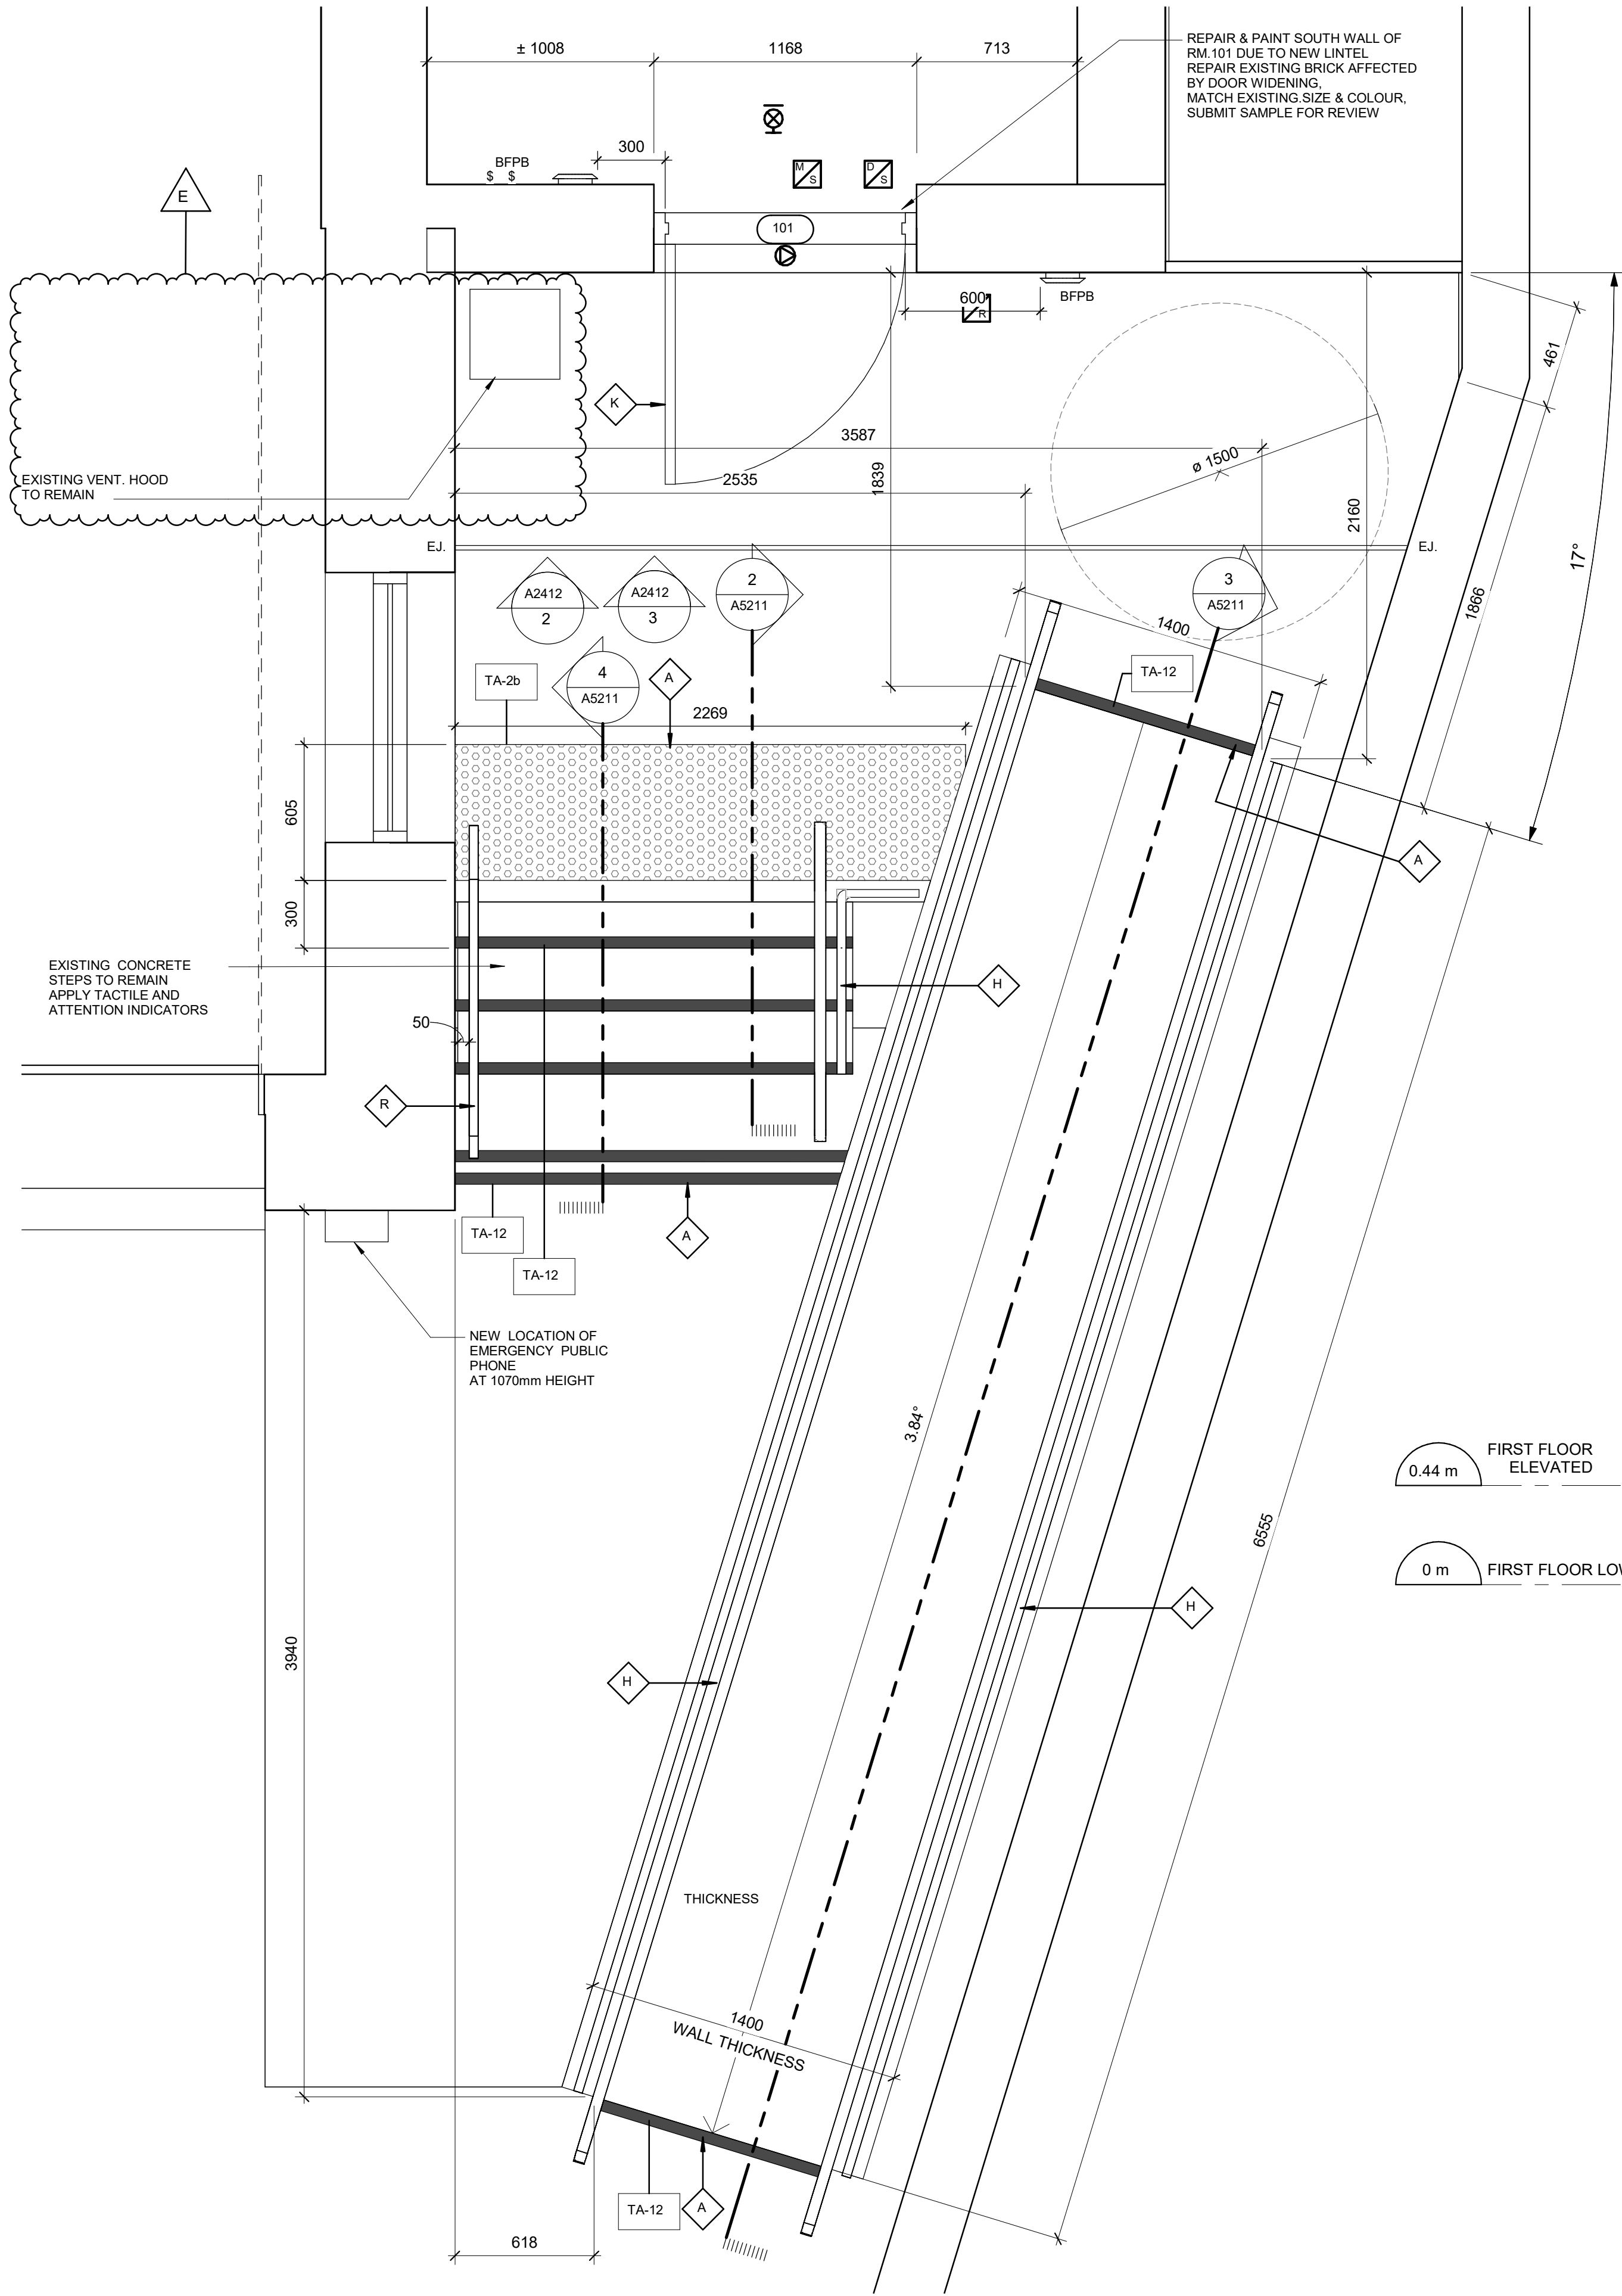 ± 1008
1168
713
REPAIR & PAINT SOUTH WALL OF
RM.101 DUE TO NEW LINTEL
REPAIR EXISTING BRICK AFFECTED
BY DOOR WIDENING,
MATCH EXISTING.SIZE & COLOUR,
SUBMIT SAMPLE FOR REVIEW
300
BFPB
$ $
M
S
D
S
E
101
600
R
BFPB
461
K
3587
ø 1500
2535
1839
2160
EXISTING VENT. HOOD
TO REMAIN
EJ.
EJ.
17°
A2412
2
A2412
3
2
A5211
3
A5211
1866
1400
4
A5211
TA-2b
A
TA-12
2269
605
A
300
EXISTING CONCRETE
STEPS TO REMAIN
APPLY TACTILE AND
ATTENTION INDICATORS
H
50
R
TA-12
A
TA-12
NEW LOCATION OF
EMERGENCY PUBLIC
PHONE
AT 1070mm HEIGHT
3.84°
0.44 m
FIRST FLOOR
ELEVATED
6555
0 m
FIRST FLOOR LOW
H
3940
H
THICKNESS
1400
WALL THICKNESS
TA-12
A
618